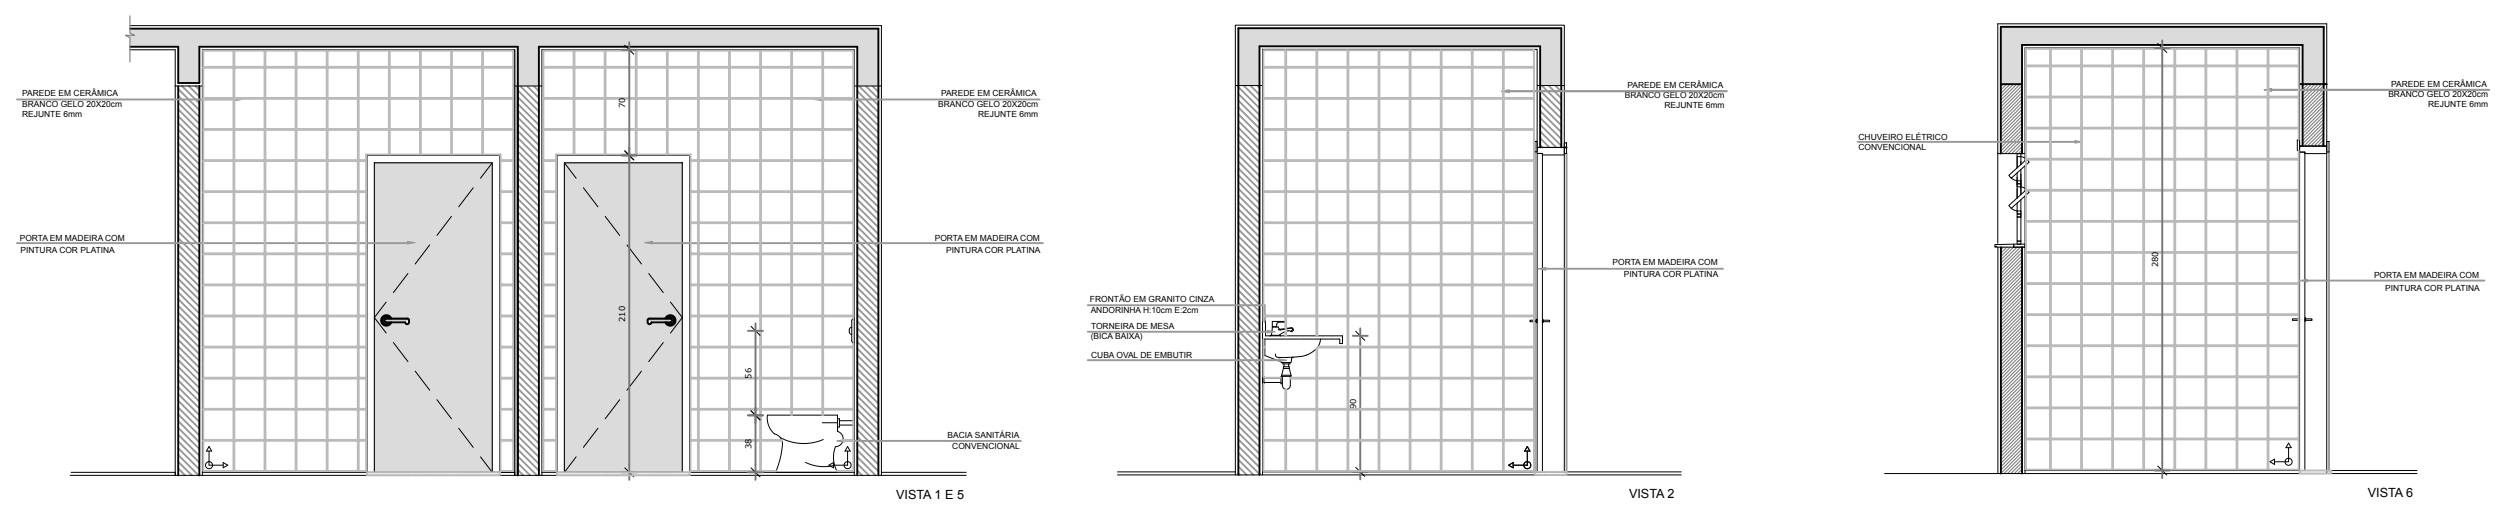 PAREDE EM CERÂMICA
BRANCO GELO 20X20cm
REJUNTE 6mm
PORTA EM MADEIRA COM
PINTURA COR PLATINA
70
210
56
38
PAREDE EM CERÂMICA
BRANCO GELO 20X20cm
REJUNTE 6mm
PORTA EM MADEIRA COM
PINTURA COR PLATINA
BACIA SANITÁRIA
CONVENCIONAL
VISTA 1 E 5
FRONTÃO EM GRANITO CINZA
ANDORINHA H:10cm E:2cm
TORNEIRA DE MESA
(BICA BAIXA)
CUBA OVAL DE EMBUTIR
90
PAREDE EM CERÂMICA
BRANCO GELO 20X20cm
REJUNTE 6mm
PORTA EM MADEIRA COM
PINTURA COR PLATINA
VISTA 2
CHUVEIRO ELÉTRICO
CONVENCIONAL
280
PAREDE EM CERÂMICA
BRANCO GELO 20X20cm
REJUNTE 6mm
PORTA EM MADEIRA COM
PINTURA COR PLATINA
VISTA 6